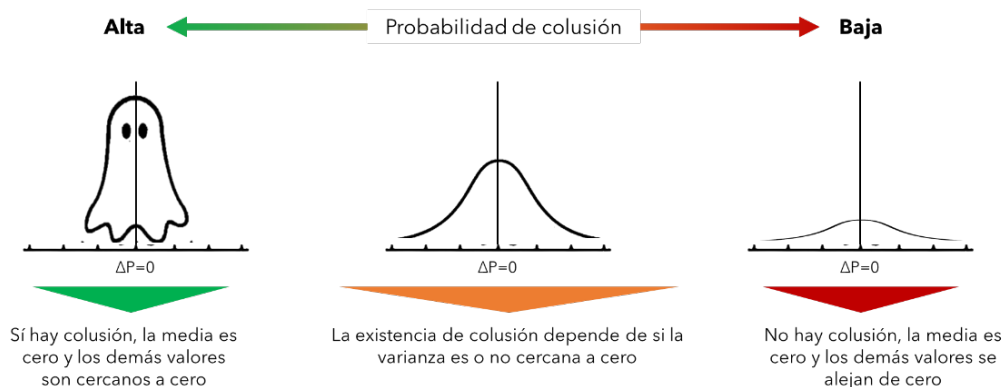 Alta
Probabilidad de colusión
Baja
ΔP=0
ΔP=0
ΔP=0
Sí hay colusión, la media es
cero y los demás valores
son cercanos a cero
La existencia de colusión depende de si la
varianza es o no cercana a cero
No hay colusión, la media es
cero y los demás valores se
alejan de cero